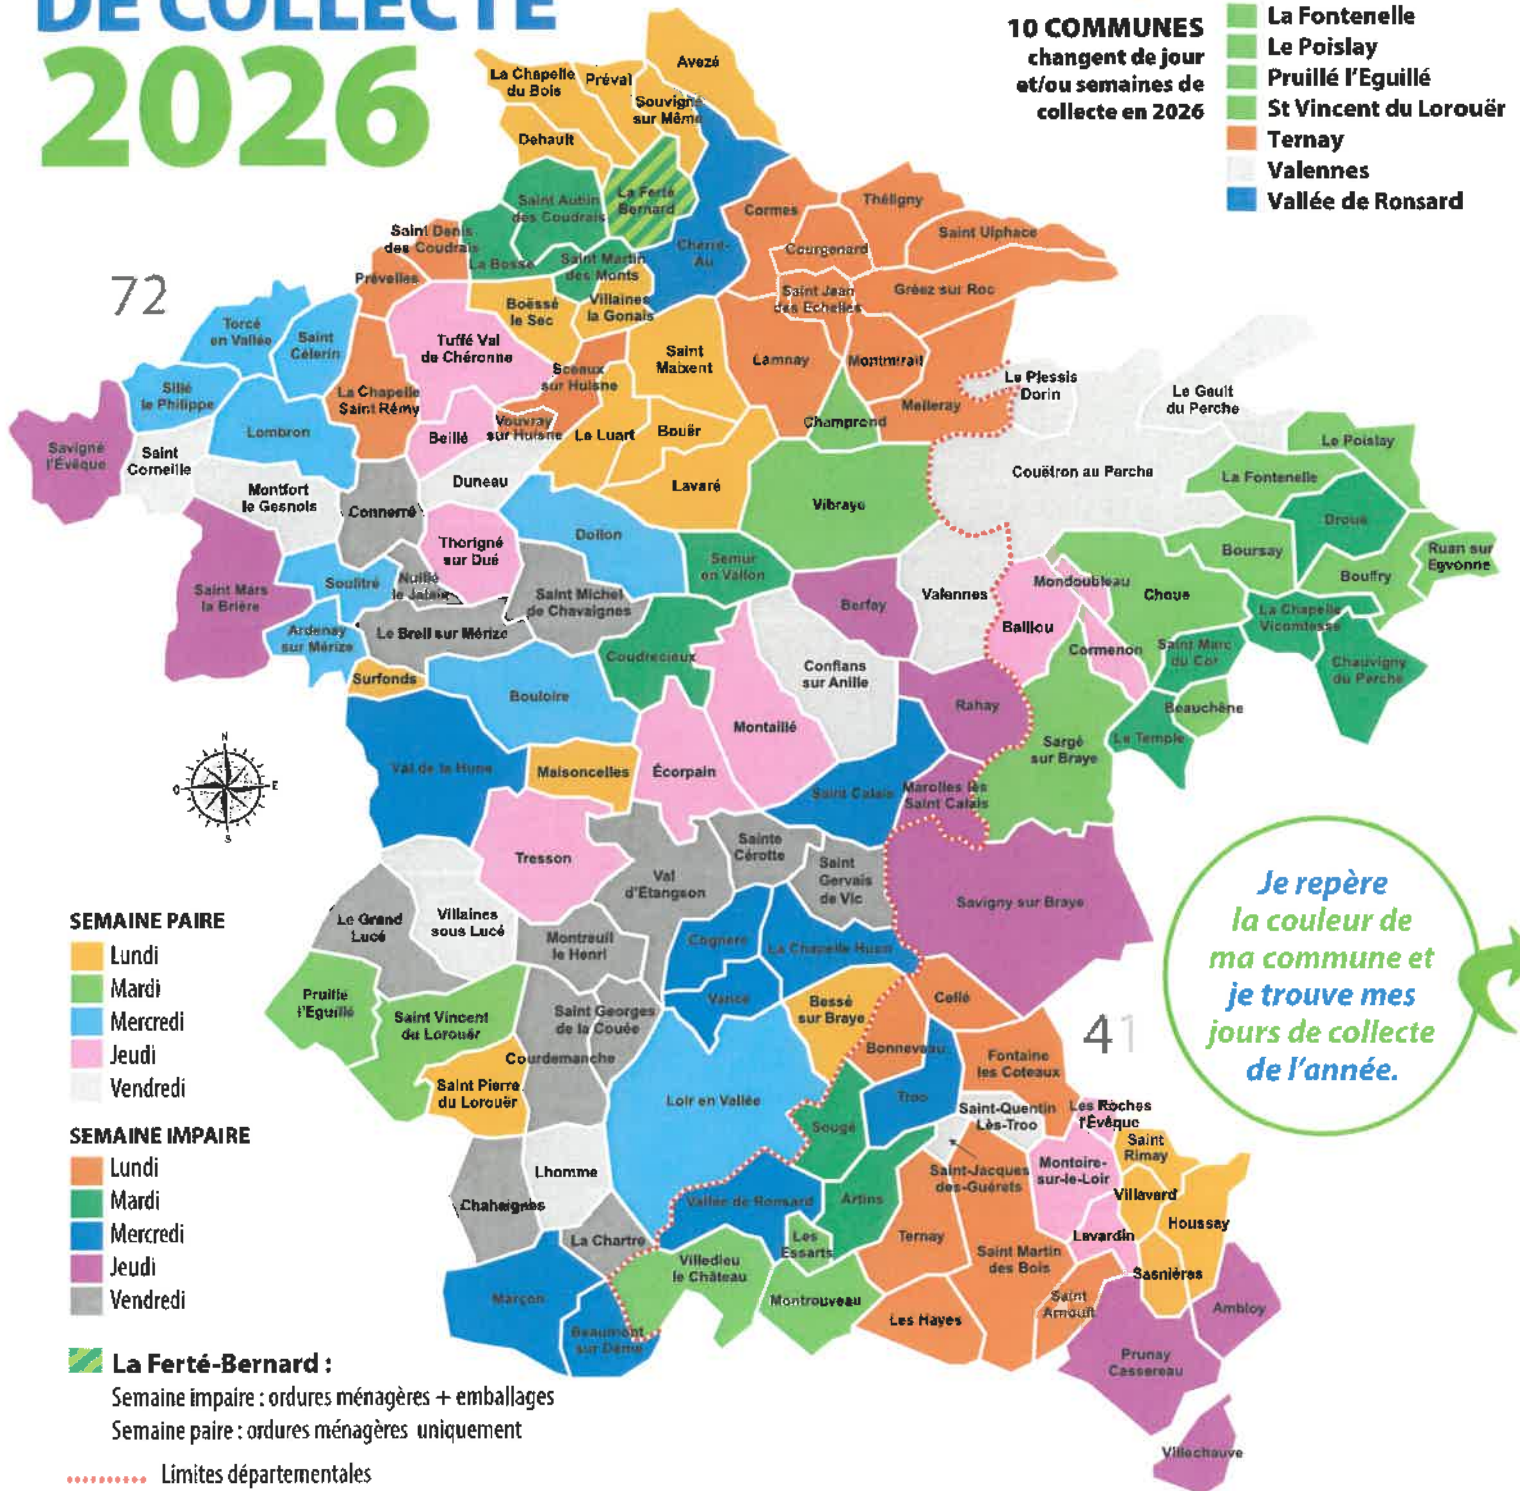 DE COLLECTE
2026
10 COMMUNES
changent de jour
et/ou semaines de
collecte en 2026
La Fontenelle
Le Poislay
Pruillé l'Eguillé
St Vincent du Lorouër
Ternay
Valennes
Vallée de Ronsard
72
Avezé
La Chapelle
du Bois
Préval
Souvigné
sur Même
Dehault
La Ferté
Bernard
Saint Aubin
des Coudrais
Saint Denis
des Coudrais
La Bosse
Saint Martin
des Monts
Cherré-
Au
Cormes
Théligny
Saint Ulphace
Courgenard
Saint Jean
des Echelles
Gréez sur Roc
Prévelles
Boëssé
le Sec
Villaines
la Gonais
Torcé
en Vallée
Saint
Célerin
Tuffé Val
de Chéronne
Sceaux
sur Huisne
Saint
Maixent
Lamnay
Montmirail
Melleray
Le Plessis
Dorin
Le Gault
du Perche
Sillé
le Philippe
La Chapelle
Saint Rémy
Vouvray
sur Huisne
Beillé
Le Luart
Bouër
Champrond
Le Poislay
Savigné
l'Évêque
Saint
Corneille
Lombron
Montfort
le Gesnois
Connerré
Duneau
Lavaré
Vibraye
Couëtron au Perche
La Fontenelle
Droué
Thorigné
sur Dué
Dollon
Semur
en Vallon
Boursay
Bouffry
Ruan sur
Egvonne
Saint Mars
la Brière
Soulitré
Nuillé
le Jalais
Saint Michel
de Chavaignes
Berfay
Valennes
Mondoubleau
Choue
La Chapelle
Vicomtesse
Ardenay
sur Mérize
Le Breil sur Mérize
Baillou
Cormenon
Saint Marc
du Cor
Chauvigny
du Perche
Surfonds
Bouloire
Coudrecieux
Conflans
sur Anille
Rahay
Beauchêne
Le Temple
Montaillé
Sargé
sur Braye
Val de la Hune
Maisoncelles
Écorpain
Saint Calais
Marolles lès
Saint Calais
N
O
E
S
Tresson
Val
d'Etangson
Sainte
Cérotte
Saint
Gervais
de Vic
Savigny sur Braye
Le Grand
Lucé
Villaines
sous Lucé
Montreuil
le Henri
Cogners
La Chapelle Huon
Je repère
la couleur de
ma commune et
je trouve mes
jours de collecte
de l'année.
SEMAINE PAIRE
Lundi
Mardi
Mercredi
Jeudi
Vendredi
Pruillé
l'Eguillé
Saint Vincent
du Lorouër
Saint Georges
de la Couée
Vancé
Bessé
sur Braye
Cellé
41
Courdemanche
Saint Pierre
du Lorouër
Loir en Vallée
Bonneveau
Fontaine
les Coteaux
Troo
Saint-Quentin
Lès-Troo
Les Roches
l'Évêque
Sougé
Saint-Jacques
des-Guérets
Montoire-
sur-le-Loir
Saint
Rimay
Villavard
Houssay
SEMAINE IMPAIRE
Lundi
Mardi
Mercredi
Jeudi
Vendredi
Lhomme
Chahaignes
La Chartre
Vallée de Ronsard
Artins
Les
Essarts
Ternay
Saint Martin
des Bois
Lavardin
Sasnières
Villedieu
le Château
Montrouveau
Les Hayes
Saint
Arnoult
Ambloy
Marçon
Beaumont
sur Dême
Prunay
Cassereau
Villechauve
La Ferté-Bernard :
Semaine impaire : ordures ménagères + emballages
Semaine paire : ordures ménagères uniquement
Limites départementales